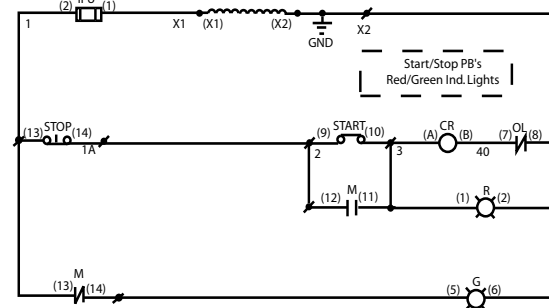 (2) (1)
1 X1 (X1) (X2) X2
GND
Start/Stop PB's
Red/Green Ind. Lights
(13) STOP (14) (9) START (10) (A) CR (B) (7) OL (8)
1A 2 3 40
(12) M (11) (1) R (2)
M G
(13) (14) (5) (6)